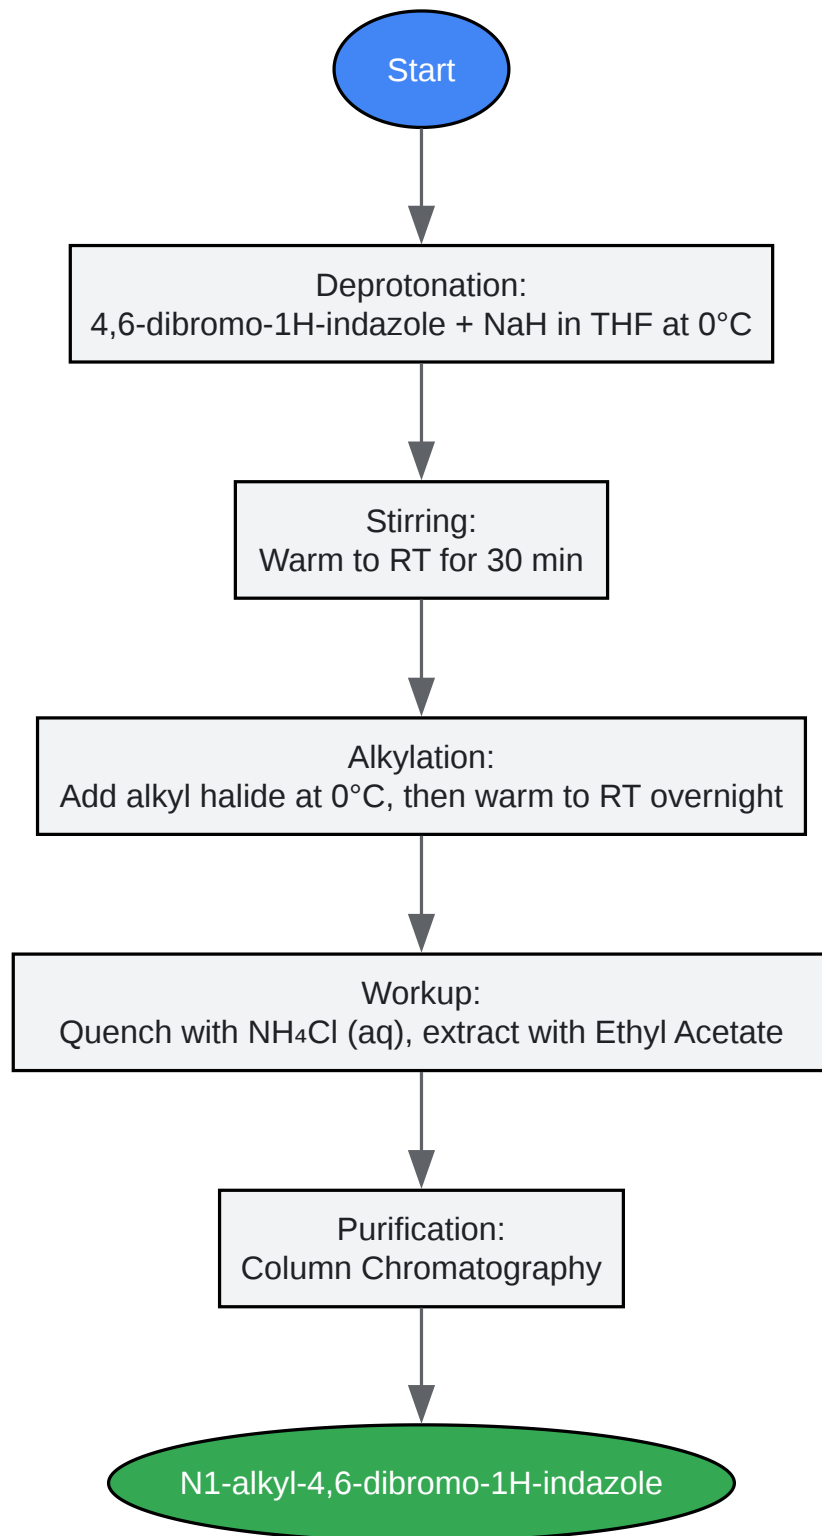 Start
Deprotonation:
4,6-dibromo-1H-indazole + NaH in THF at 0°C
Stirring:
Warm to RT for 30 min
Alkylation:
Add alkyl halide at 0°C, then warm to RT overnight
Workup:
Quench with NH₄Cl (aq), extract with Ethyl Acetate
Purification:
Column Chromatography
N1-alkyl-4,6-dibromo-1H-indazole